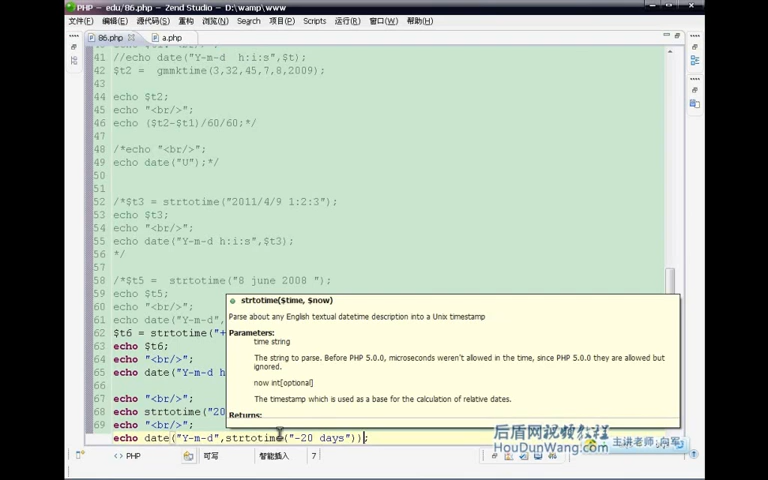 PHP - edu/86.php - Zend Studio - D:\wamp\www
文件(F) 编辑(E) 源代码(S) 重构 浏览(N) Search 项目(P) Scripts 运行(R) 窗口(W) 帮助(H)
86.php a.php
41 //echo date("Y-m-d h:i:s",$t);
42 $t2 = gmmktime(3,32,45,7,8,2009);
43
44 echo $t2;
45 echo "<br/>";
46 echo ($t2-$t1)/60/60;*/
47
48 /*echo "<br/>";
49 echo date("U");*/
50
51
52 /*$t3 = strtotime("2011/4/9 1:2:3");
53 echo $t3;
54 echo "<br/>";
55 echo date("Y-m-d h:i:s",$t3);
56 */
57
58 /*$t5 = strtotime("8 june 2008 ");
59 echo $t5;
60 echo "<br/>";
61 echo date("Y-m-d",
62 $t6 = strtotime("+
63 echo $t6;
64 echo "<br/>";
65 echo date("Y-m-d h
66
67 echo "<br/>";
68 echo strtotime("20
69 echo "<br/>";
echo date("Y-m-d",strtotime("-20 days"));
strtotime($time, $now)
Parse about any English textual datetime description into a Unix timestamp
Parameters:
time string
The string to parse. Before PHP 5.0.0, microseconds weren't allowed in the time, since PHP 5.0.0 they are allowed but
ignored.
now int[optional]
The timestamp which is used as a base for the calculation of relative dates.
Returns:
后盾网视频教程
HouDunWang.com
主讲老师:向军
PHP 可写 智能插入 7